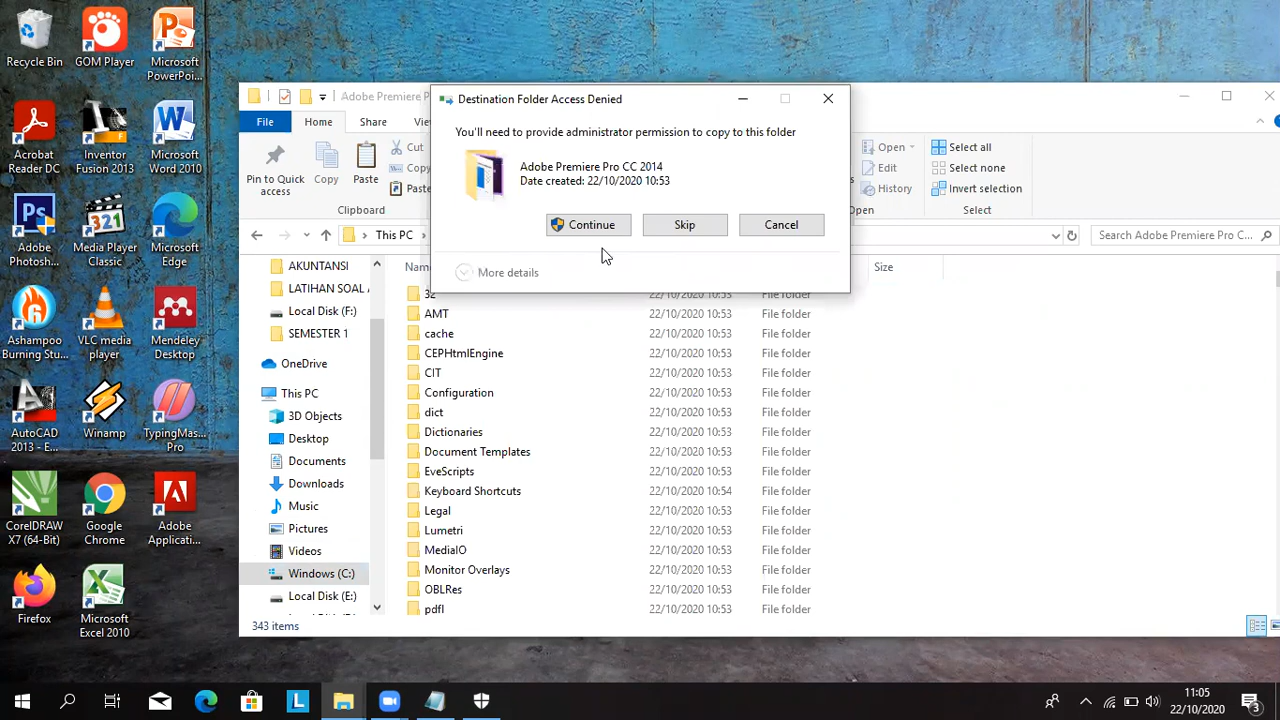 Recycle Bin
GOM Player
Microsoft
PowerPoi...
Acrobat
Reader DC
Inventor
Fusion 2013
Microsoft
Word 2010
Adobe
Photosh...
Media Player
Classic
Microsoft
Edge
Ashampoo
Burning Stu...
VLC media
player
Mendeley
Desktop
AutoCAD
2013 - E...
Winamp
TypingMas...
Pro
CorelDRAW
X7 (64-Bit)
Google
Chrome
Adobe
Applicati...
Firefox
Microsoft
Excel 2010
Adobe Premiere P
File
Home
Share
Vi
Pin to Quick
access
Copy
Paste
Cut
Copy
Paste
Clipboard
Open
Edit
History
Open
Select all
Select none
Invert selection
Select
This PC
Search Adobe Premiere Pro C...
Destination Folder Access Denied
You'll need to provide administrator permission to copy to this folder
Adobe Premiere Pro CC 2014
Date created: 22/10/2020 10:53
Continue
Skip
Cancel
More details
AKUNTANSI
LATIHAN SOAL
Local Disk (F:)
SEMESTER 1
OneDrive
This PC
3D Objects
Desktop
Documents
Downloads
Music
Pictures
Videos
Windows (C:)
Local Disk (E:)
Nam
Size
32 22/10/2020 10:53 File folder
AMT 22/10/2020 10:53 File folder
cache 22/10/2020 10:53 File folder
CEPHtmlEngine 22/10/2020 10:53 File folder
CIT 22/10/2020 10:53 File folder
Configuration 22/10/2020 10:53 File folder
dict 22/10/2020 10:53 File folder
Dictionaries 22/10/2020 10:53 File folder
Document Templates 22/10/2020 10:53 File folder
EveScripts 22/10/2020 10:53 File folder
Keyboard Shortcuts 22/10/2020 10:54 File folder
Legal 22/10/2020 10:53 File folder
Lumetri 22/10/2020 10:53 File folder
MediaIO 22/10/2020 10:53 File folder
Monitor Overlays 22/10/2020 10:53 File folder
OBLRes 22/10/2020 10:53 File folder
pdfl 22/10/2020 10:53 File folder
343 items
11:05
22/10/2020
3